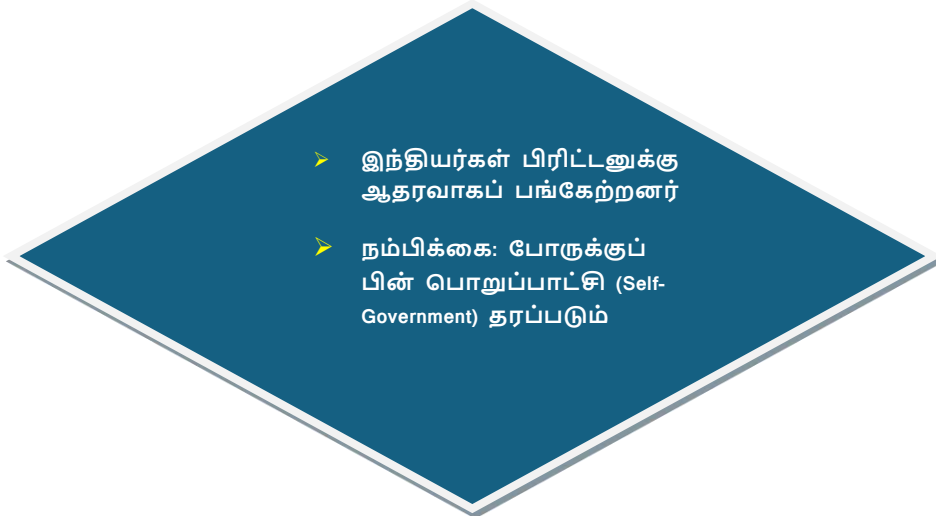 ➢ இந்தியர்கள் பிரிட்டனுக்கு
ஆதரவாகப் பங்கேற்றனர்
➢ நம்பிக்கை: போருக்குப்
பின் பொறுப்பாட்சி (Self-
Government) தரப்படும்